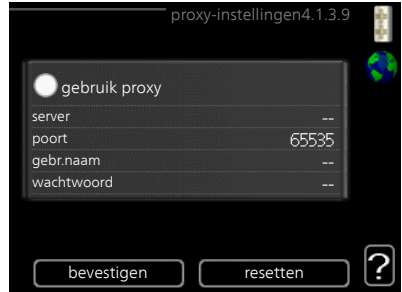 proxy-instellingen4.1.3.9
gebruik proxy
server --
poort 65535
gebr.naam --
wachtwoord --
bevestigen resetten ?